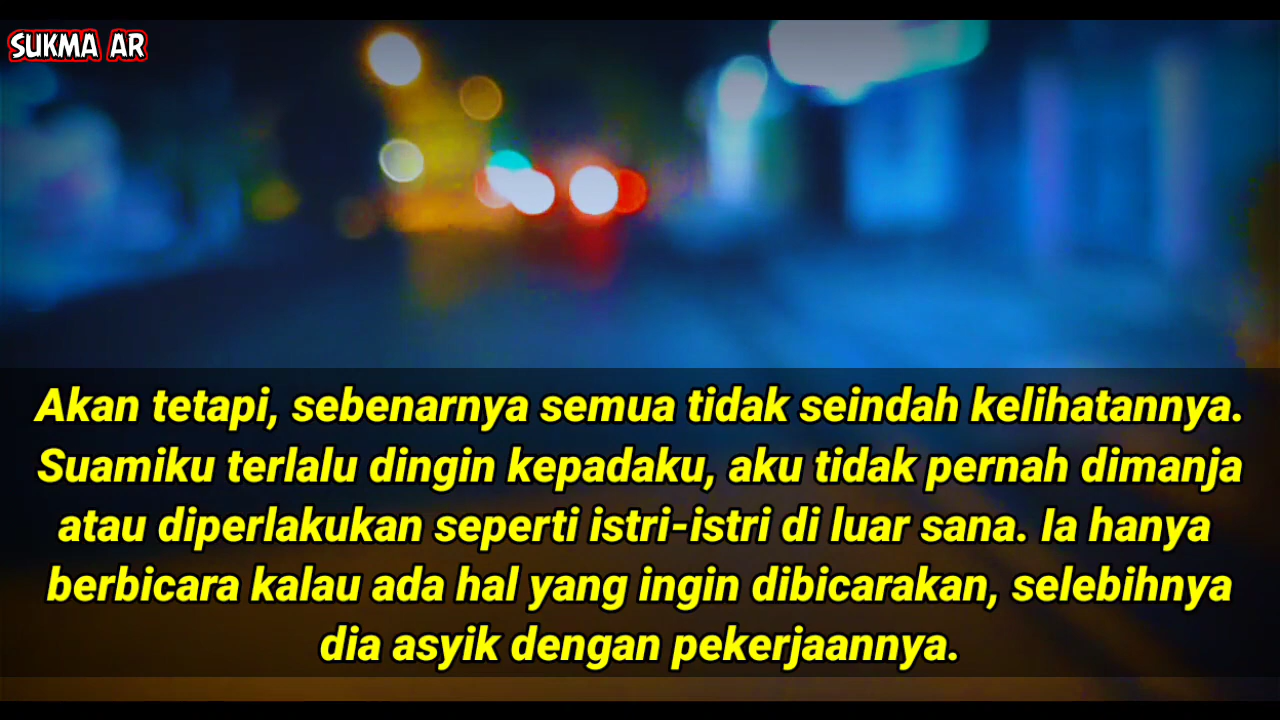 SUKMA AR
Akan tetapi, sebenarnya semua tidak seindah kelihatannya.
Suamiku terlalu dingin kepadaku, aku tidak pernah dimanja
atau diperlakukan seperti istri-istri di luar sana. Ia hanya
berbicara kalau ada hal yang ingin dibicarakan, selebihnya
dia asyik dengan pekerjaannya.